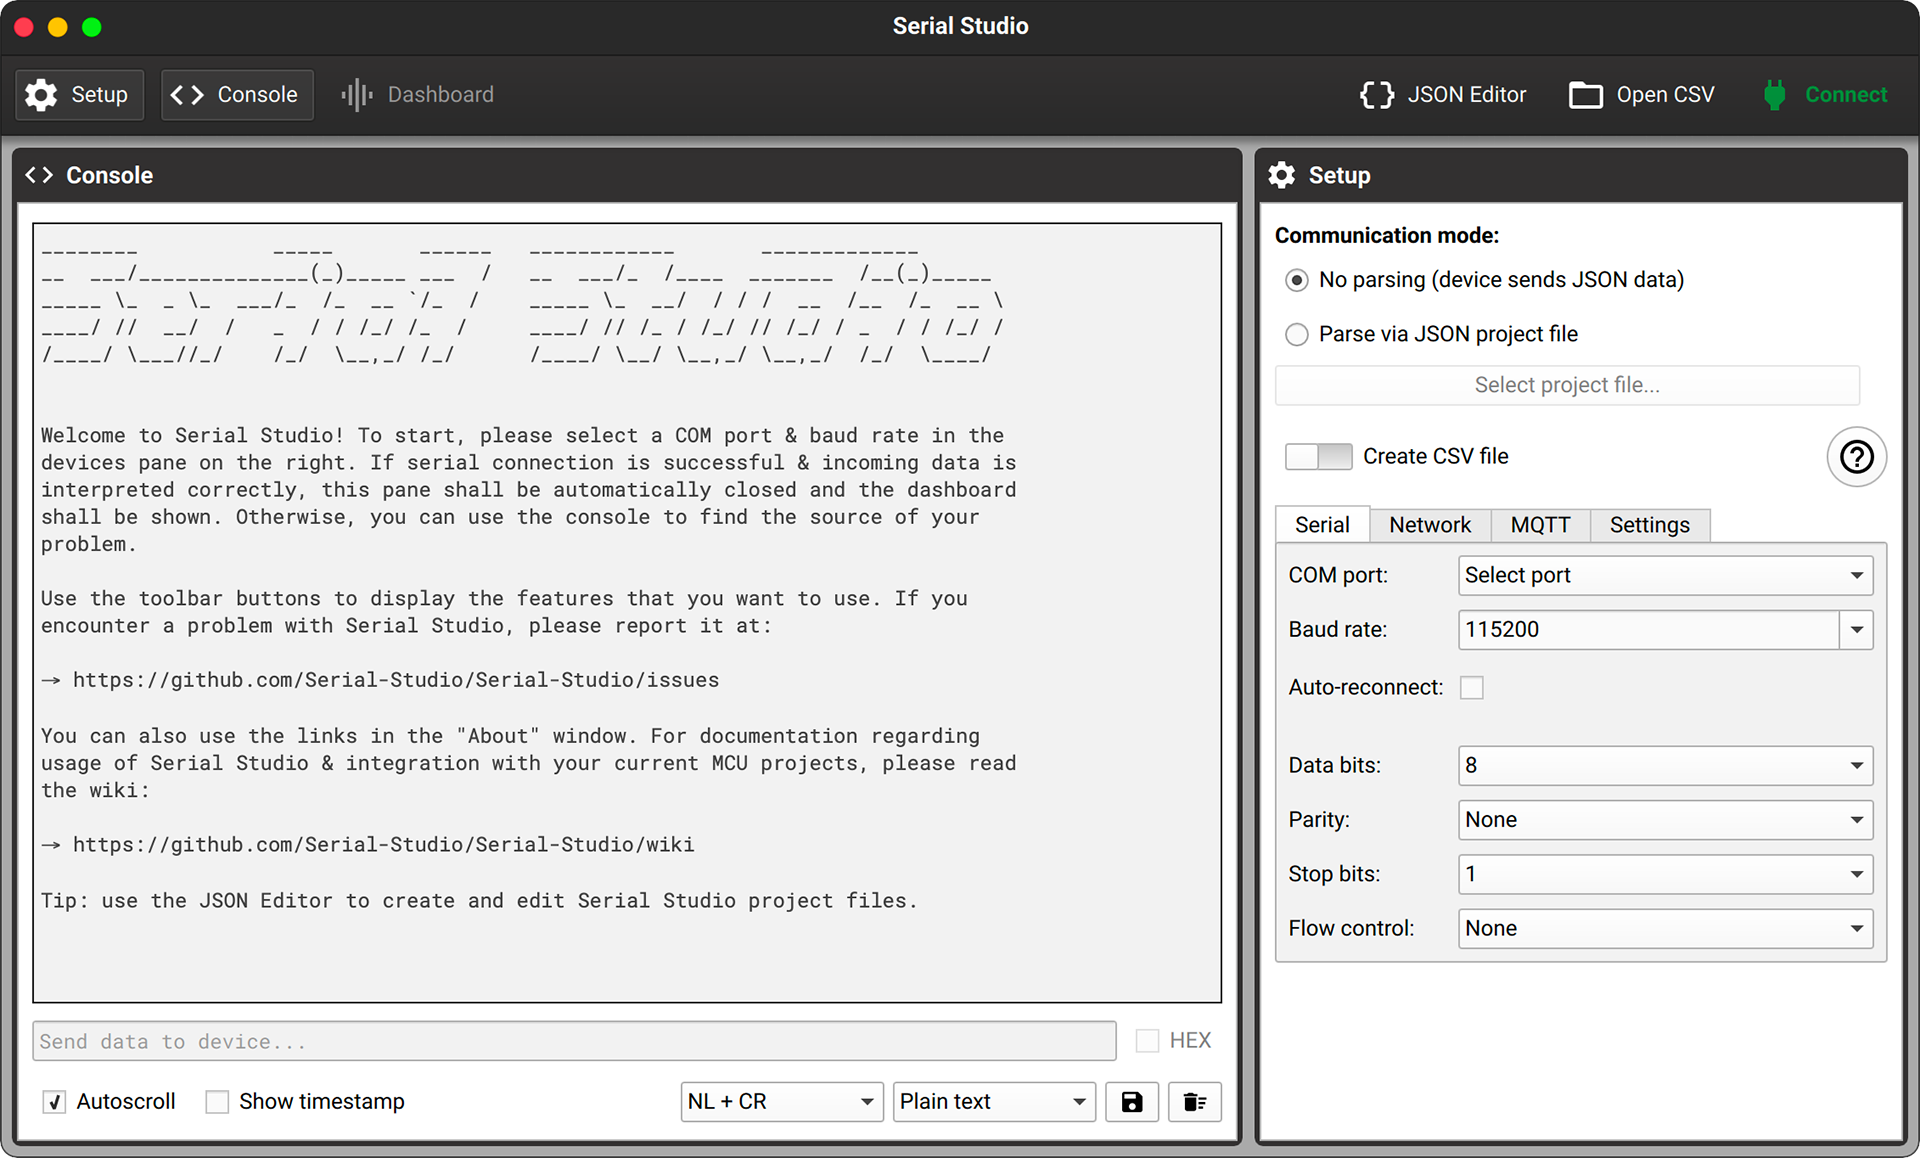 Serial Studio
Setup
Console
Dashboard
JSON Editor
Open CSV
Connect
Console
Serial Studio
Welcome to Serial Studio! To start, please select a COM port & baud rate in the
devices pane on the right. If serial connection is successful & incoming data is
interpreted correctly, this pane shall be automatically closed and the dashboard
shall be shown. Otherwise, you can use the console to find the source of your
problem.
Use the toolbar buttons to display the features that you want to use. If you
encounter a problem with Serial Studio, please report it at:
→ https://github.com/Serial-Studio/Serial-Studio/issues
You can also use the links in the "About" window. For documentation regarding
usage of Serial Studio & integration with your current MCU projects, please read
the wiki:
→ https://github.com/Serial-Studio/Serial-Studio/wiki
Tip: use the JSON Editor to create and edit Serial Studio project files.
Send data to device...
HEX
Autoscroll
Show timestamp
NL + CR
Plain text
Setup
Communication mode:
No parsing (device sends JSON data)
Parse via JSON project file
Select project file...
Create CSV file
Serial
Network
MQTT
Settings
COM port:
Select port
Baud rate:
115200
Auto-reconnect:
Data bits:
8
Parity:
None
Stop bits:
1
Flow control:
None